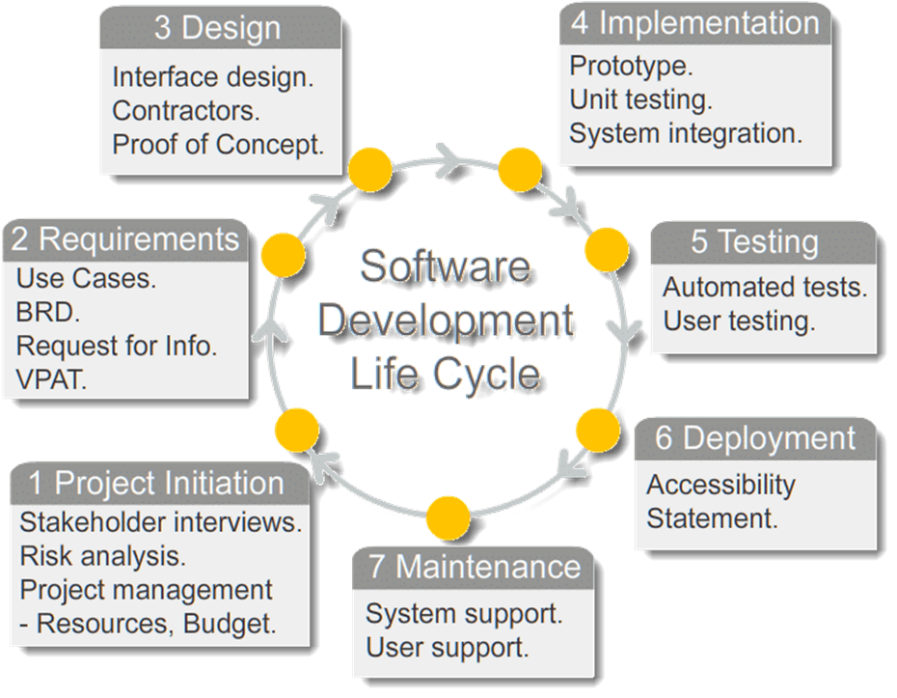 3 Design
Interface design.
Contractors.
Proof of Concept.
4 Implementation
Prototype.
Unit testing.
System integration.
2 Requirements
Use Cases.
BRD.
Request for Info.
VPAT.
Software
Development
Life Cycle
5 Testing
Automated tests.
User testing.
1 Project Initiation
Stakeholder interviews.
Risk analysis.
Project management
- Resources, Budget.
6 Deployment
Accessibility
Statement.
7 Maintenance
System support.
User support.